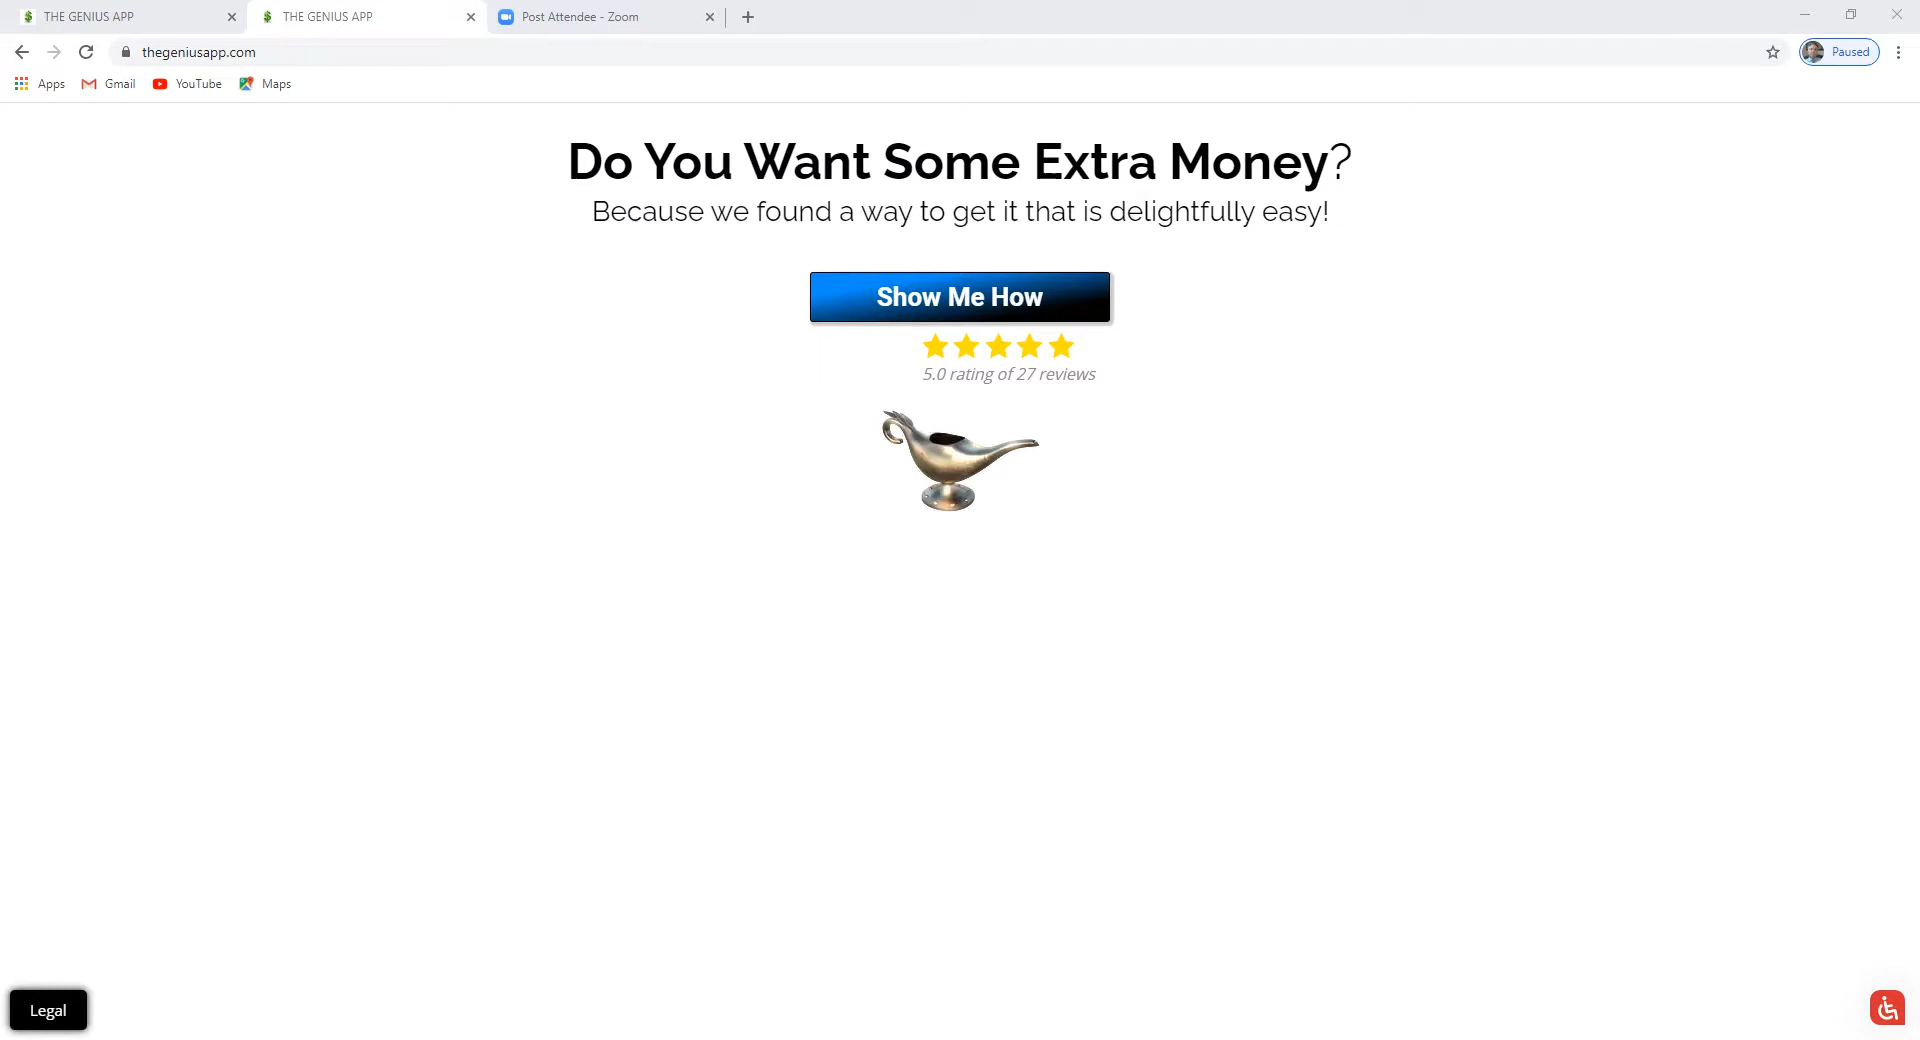 THE GENIUS APP
THE GENIUS APP
Post Attendee - Zoom
thegeniusapp.com
Paused
Apps
Gmail
YouTube
Maps
Do You Want Some Extra Money?
Because we found a way to get it that is delightfully easy!
Show Me How
5.0 rating of 27 reviews
Legal